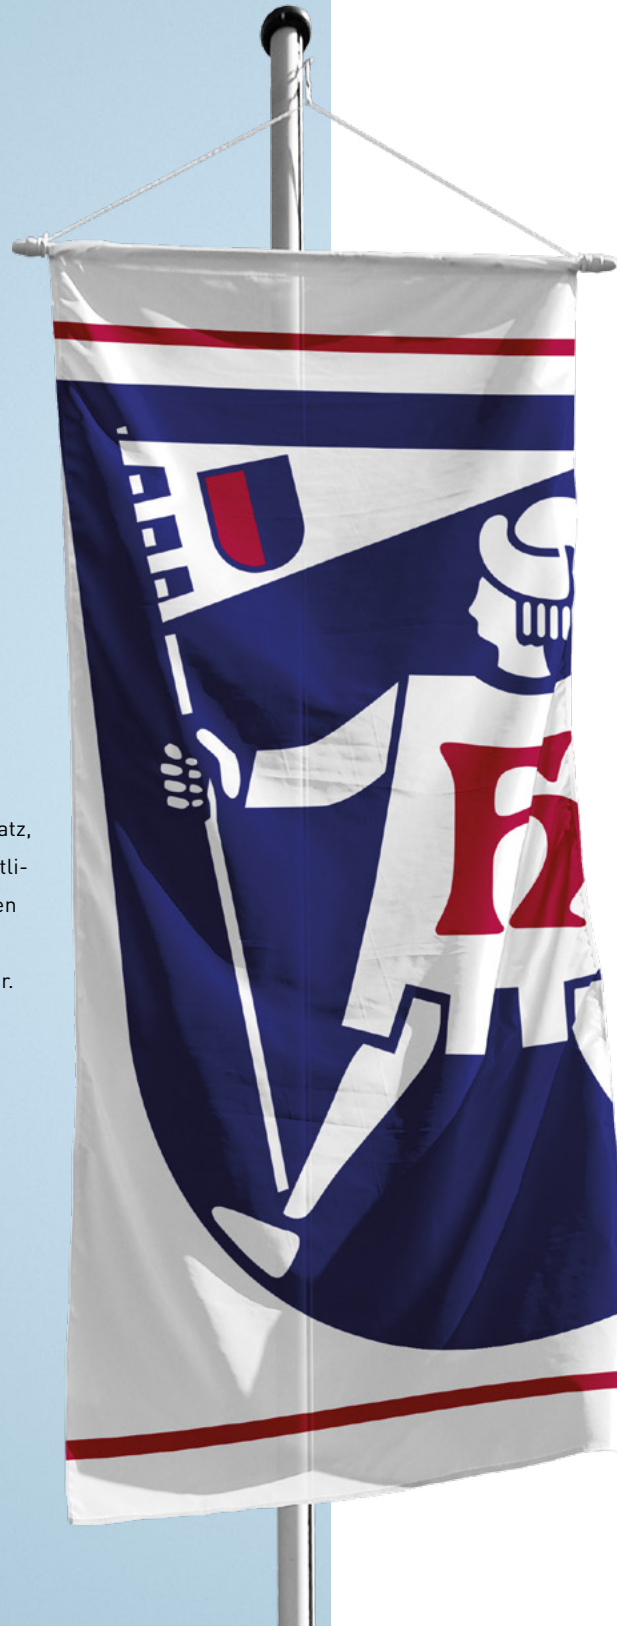 atz,
tli-
en
r.
h